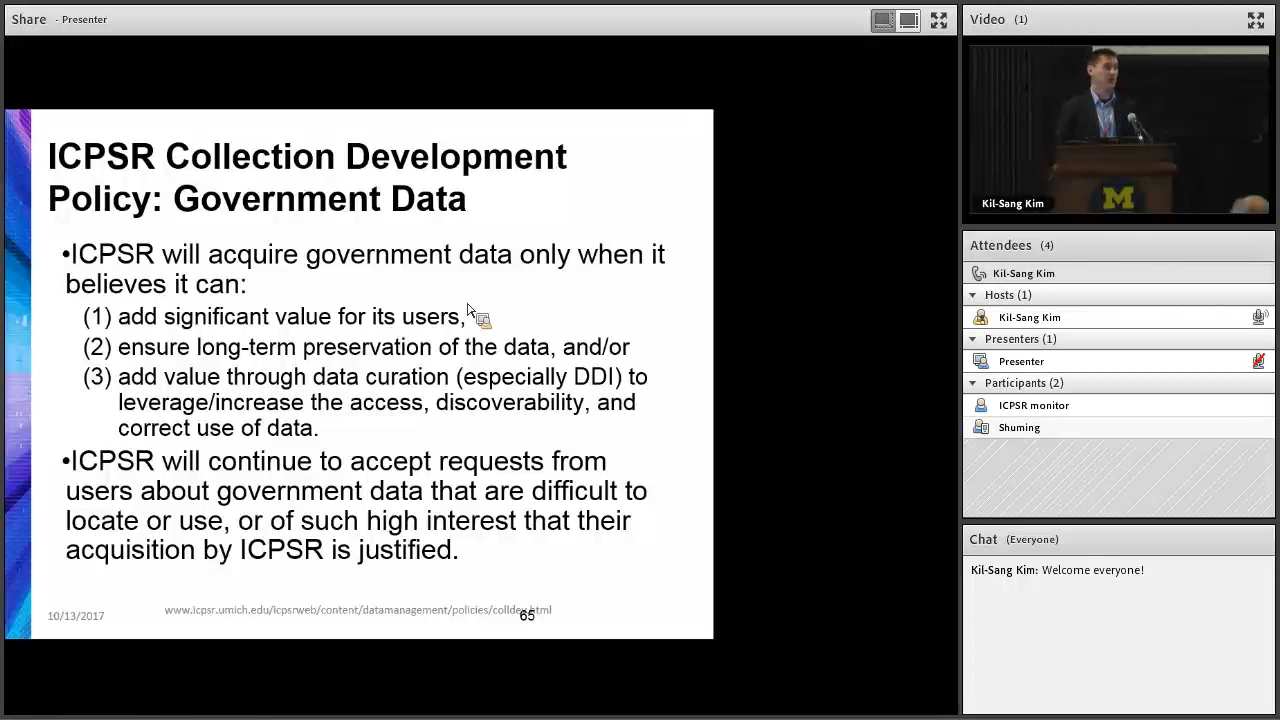 Share - Presenter
ICPSR Collection Development
Policy: Government Data
•ICPSR will acquire government data only when it
believes it can:
(1) add significant value for its users,
(2) ensure long-term preservation of the data, and/or
(3) add value through data curation (especially DDI) to
leverage/increase the access, discoverability, and
correct use of data.
•ICPSR will continue to accept requests from
users about government data that are difficult to
locate or use, or of such high interest that their
acquisition by ICPSR is justified.
10/13/2017
www.icpsr.umich.edu/icpsrweb/content/datamanagement/policies/colldev.html
65
Video (1)
M
Kil-Sang Kim
Attendees (4)
Kil-Sang Kim
Hosts (1)
Kil-Sang Kim
Presenters (1)
Presenter
Participants (2)
ICPSR monitor
Shuming
Chat (Everyone)
Kil-Sang Kim: Welcome everyone!